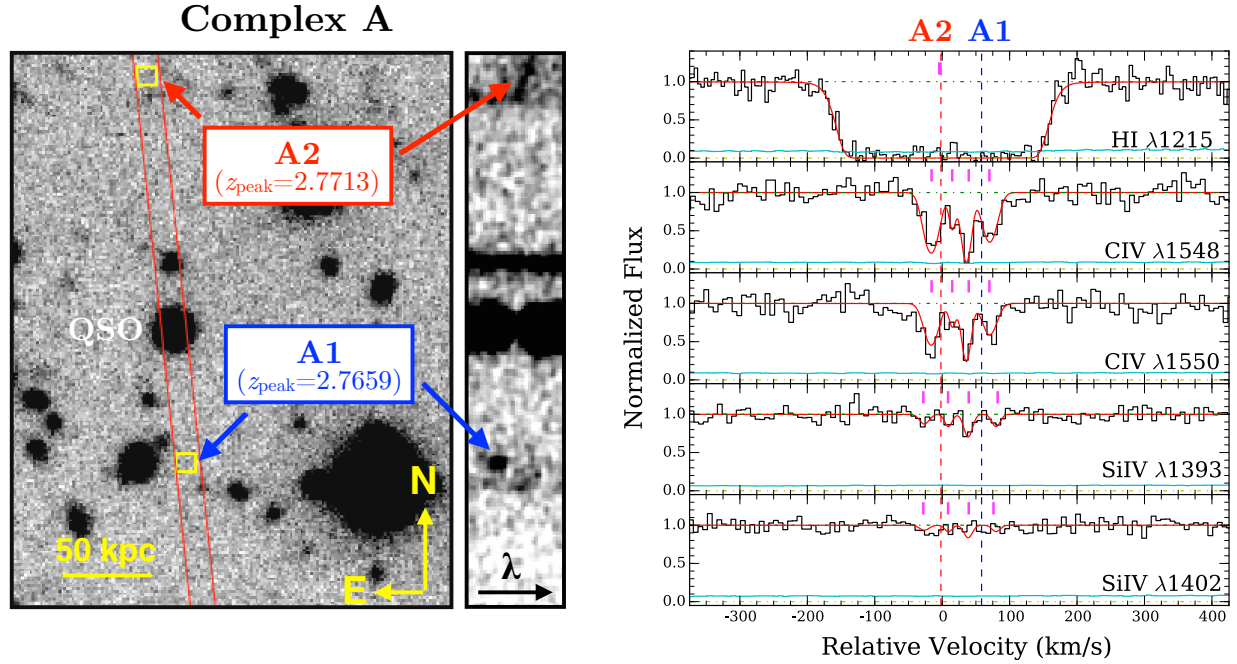 Complex A
A2
(z_peak=2.7713)
QSO
A1
(z_peak=2.7659)
50 kpc
N
E
λ
A2 A1
1.0
0.5
0.0
HI λ1215
1.0
0.5
0.0
CIV λ1548
1.0
0.5
0.0
CIV λ1550
1.0
0.5
0.0
SiIV λ1393
1.0
0.5
0.0
SiIV λ1402
-300 -200 -100 0 100 200 300 400
Normalized Flux
Relative Velocity (km/s)